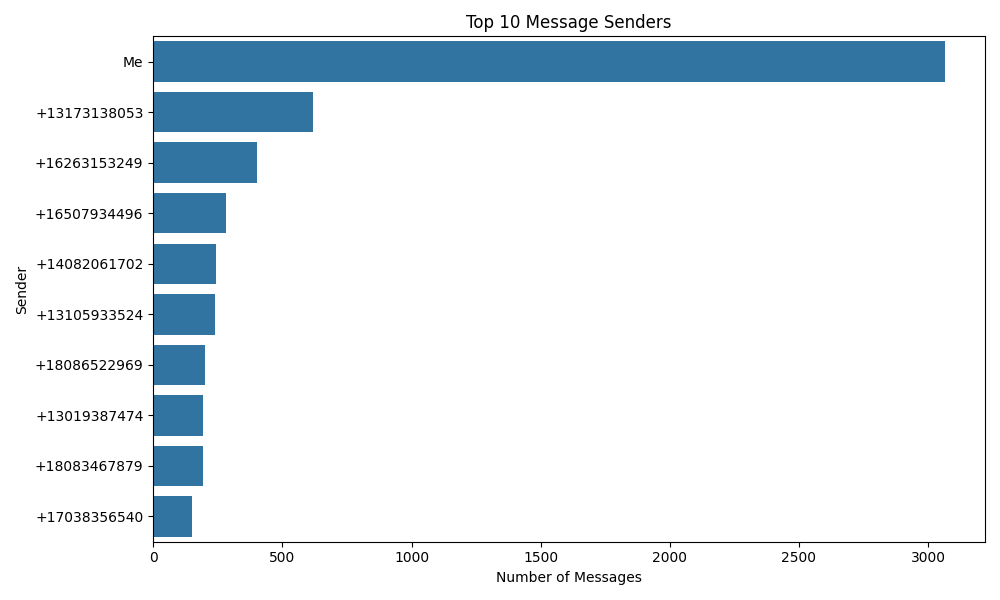 Top 10 Message Senders
Sender
Me
+13173138053
+16263153249
+16507934496
+14082061702
+13105933524
+18086522969
+13019387474
+18083467879
+17038356540
0 500 1000 1500 2000 2500 3000
Number of Messages